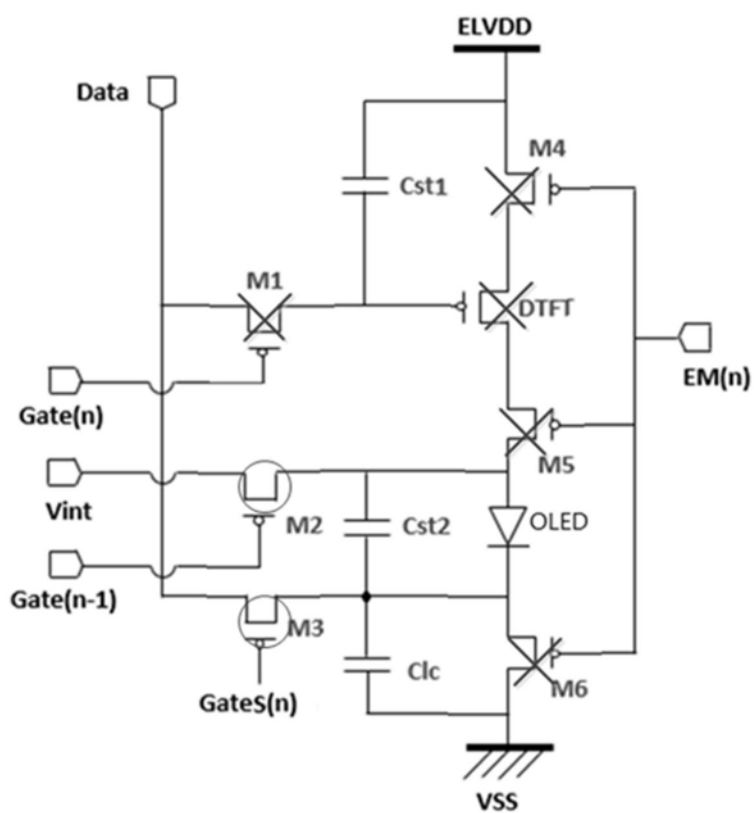 ELVDD
Data
M4
Cst1
M1
DTFT
EM(n)
Gate(n)
M5
Vint
M2
Cst2
OLED
Gate(n-1)
M3
Clc
M6
GateS(n)
VSS